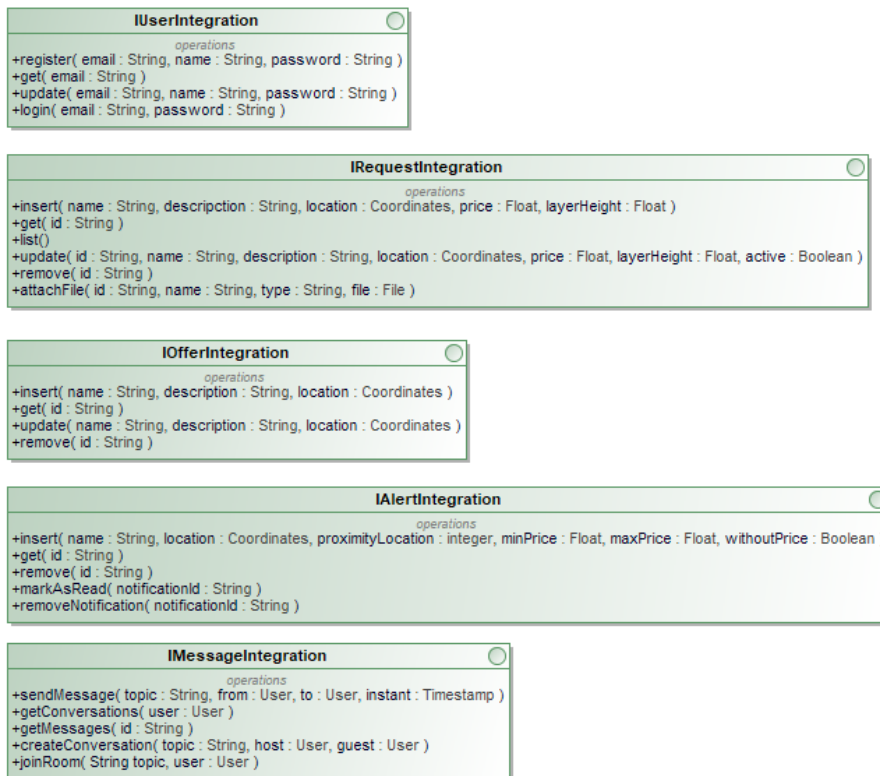 IUserIntegration
operations
+register( email : String, name : String, password : String )
+get( email : String )
+update( email : String, name : String, password : String )
+login( email : String, password : String )
IRequestIntegration
operations
+insert( name : String, descripction : String, location : Coordinates, price : Float, layerHeight : Float )
+get( id : String )
+list()
+update( id : String, name : String, description : String, location : Coordinates, price : Float, layerHeight : Float, active : Boolean )
+remove( id : String )
+attachFile( id : String, name : String, type : String, file : File )
IOfferIntegration
operations
+insert( name : String, description : String, location : Coordinates )
+get( id : String )
+update( name : String, description : String, location : Coordinates )
+remove( id : String )
IAlertIntegration
operations
+insert( name : String, location : Coordinates, proximityLocation : integer, minPrice : Float, maxPrice : Float, withoutPrice : Boolean
+get( id : String )
+remove( id : String )
+markAsRead( notificationId : String )
+removeNotification( notificationId : String )
IMessageIntegration
operations
+sendMessage( topic : String, from : User, to : User, instant : Timestamp )
+getConversations( user : User )
+getMessages( id : String )
+createConversation( topic : String, host : User, guest : User )
+joinRoom( String topic, user : User )